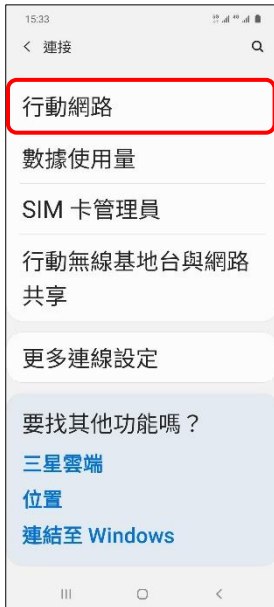 15:33
連接
行動網路
數據使用量
SIM 卡管理員
行動無線基地台與網路
共享
更多連線設定
要找其他功能嗎？
三星雲端
位置
連結至 Windows